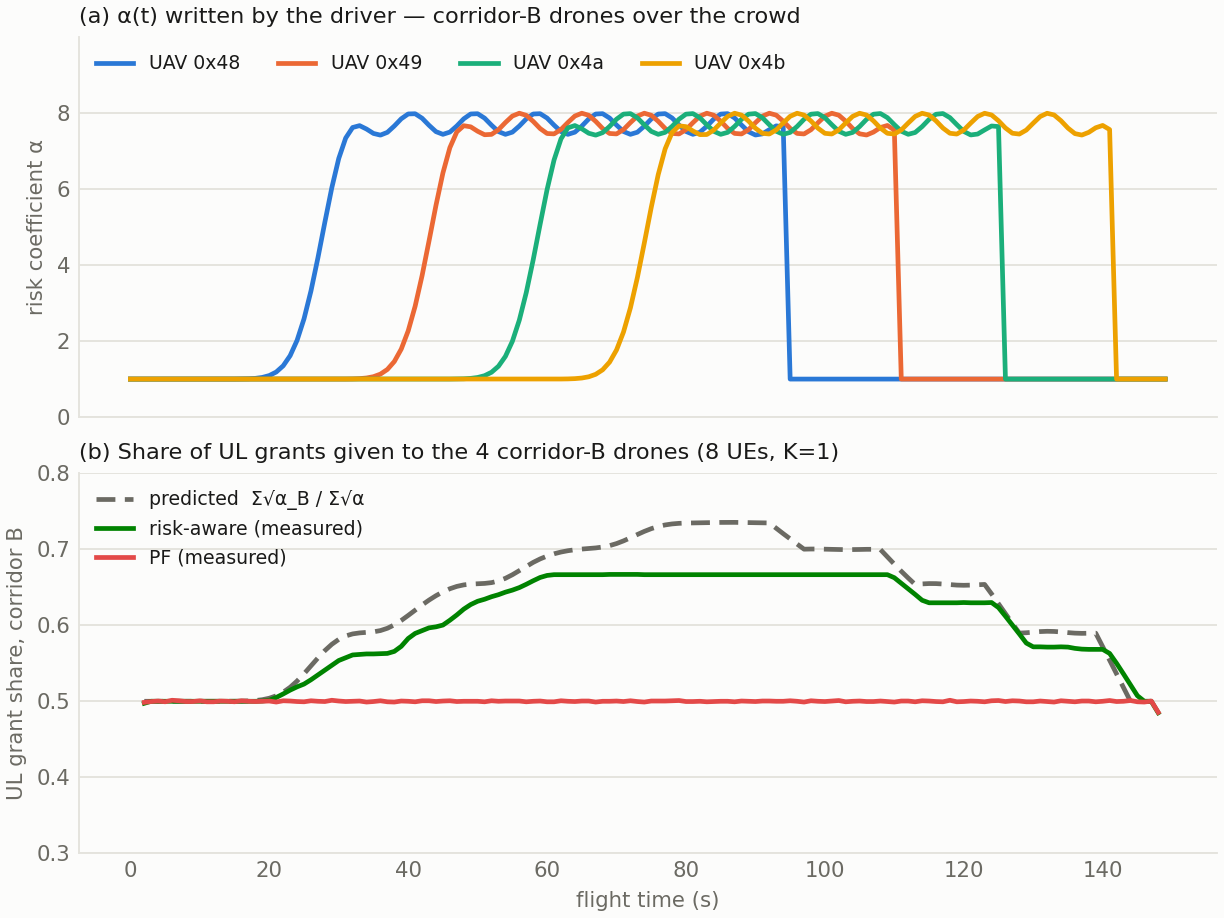 (a) α(t) written by the driver — corridor-B drones over the crowd
UAV 0x48 UAV 0x49 UAV 0x4a UAV 0x4b
8
6
4
2
0
risk coefficient α
(b) Share of UL grants given to the 4 corridor-B drones (8 UEs, K=1)
0.8
predicted Σ√α_B / Σ√α
risk-aware (measured)
PF (measured)
0.7
0.6
0.5
0.4
0.3
UL grant share, corridor B
0 20 40 60 80 100 120 140
flight time (s)